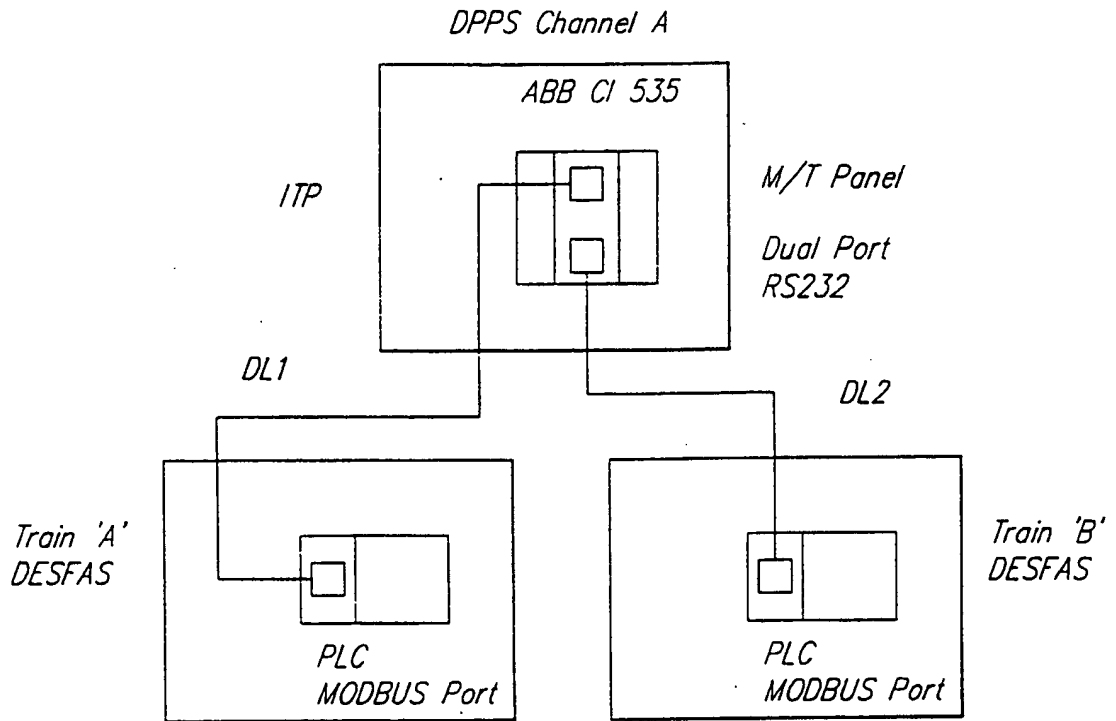 DPPS Channel A
ABB CI 535
ITP
M/T Panel
Dual Port
RS232
DL1
DL2
Train 'A'
DESFAS
PLC
MODBUS Port
PLC
MODBUS Port
Train 'B'
DESFAS